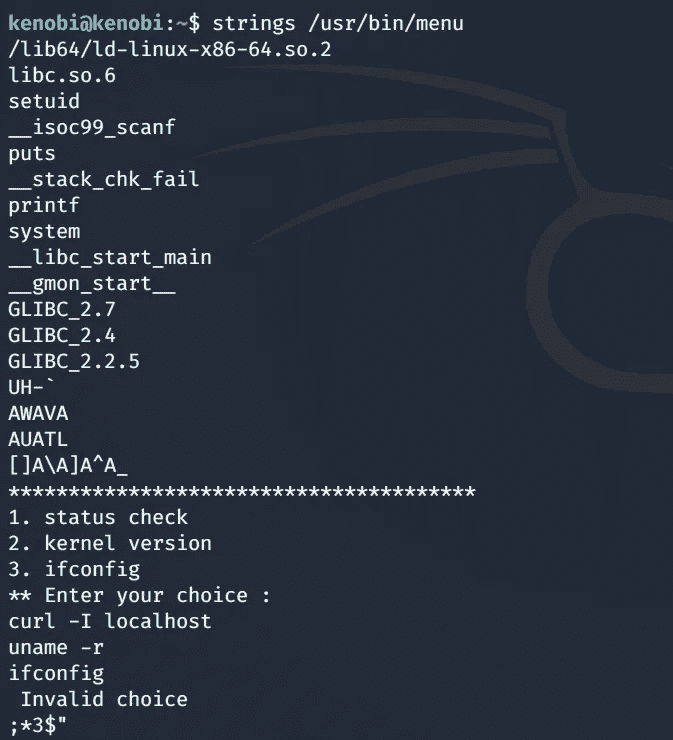 kenobi@kenobi:~$ strings /usr/bin/menu
/lib64/ld-linux-x86-64.so.2
libc.so.6
setuid
__isoc99_scanf
puts
__stack_chk_fail
printf
system
__libc_start_main
__gmon_start__
GLIBC_2.7
GLIBC_2.4
GLIBC_2.2.5
UH-`
AWAVA
AUATL
[]A\A]A^A_
***************************************
1. status check
2. kernel version
3. ifconfig
** Enter your choice :
curl -I localhost
uname -r
ifconfig
 Invalid choice
;*3$"